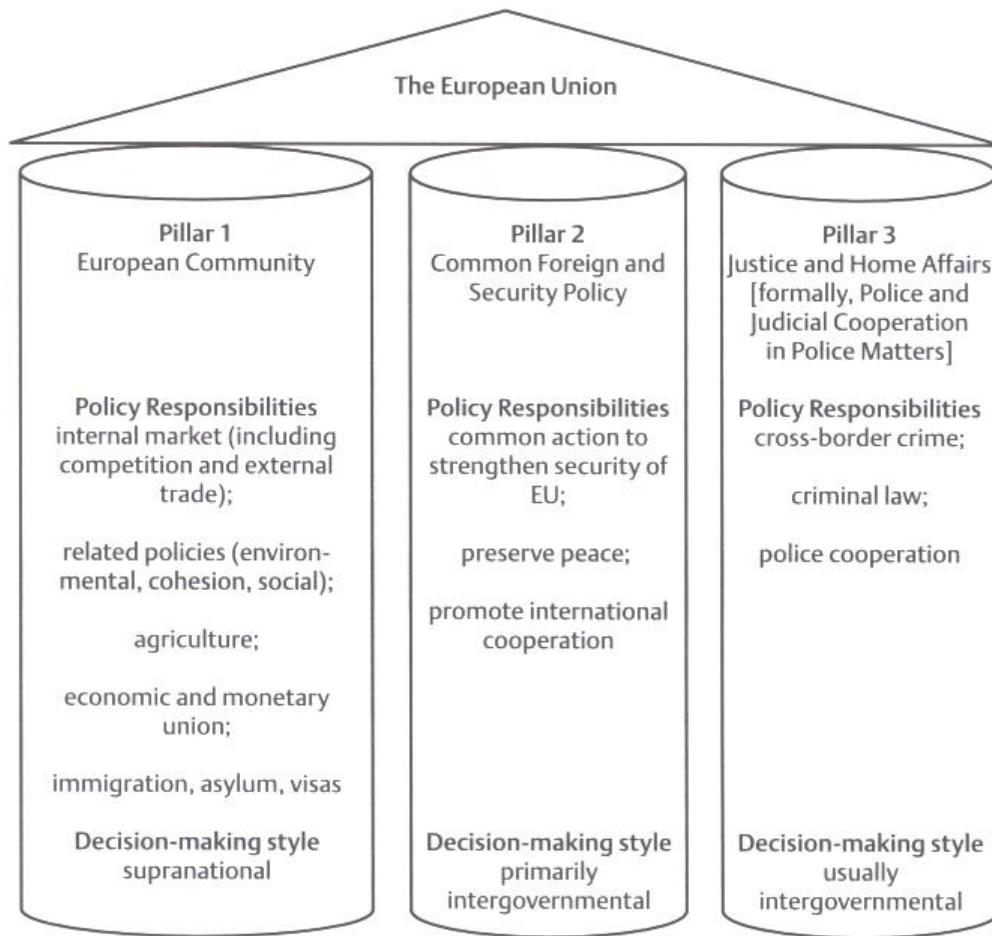 The European Union
Pillar 1
European Community
Policy Responsibilities
internal market (including
competition and external
trade);
related policies (environ-
mental, cohesion, social);
agriculture;
economic and monetary
union;
immigration, asylum, visas
Decision-making style
supranational
Pillar 2
Common Foreign and
Security Policy
Policy Responsibilities
common action to
strengthen security of
EU;
preserve peace;
promote international
cooperation
Decision-making style
primarily
intergovernmental
Pillar 3
Justice and Home Affairs
[formally, Police and
Judicial Cooperation
in Police Matters]
Policy Responsibilities
cross-border crime;
criminal law;
police cooperation
Decision-making style
usually
intergovernmental